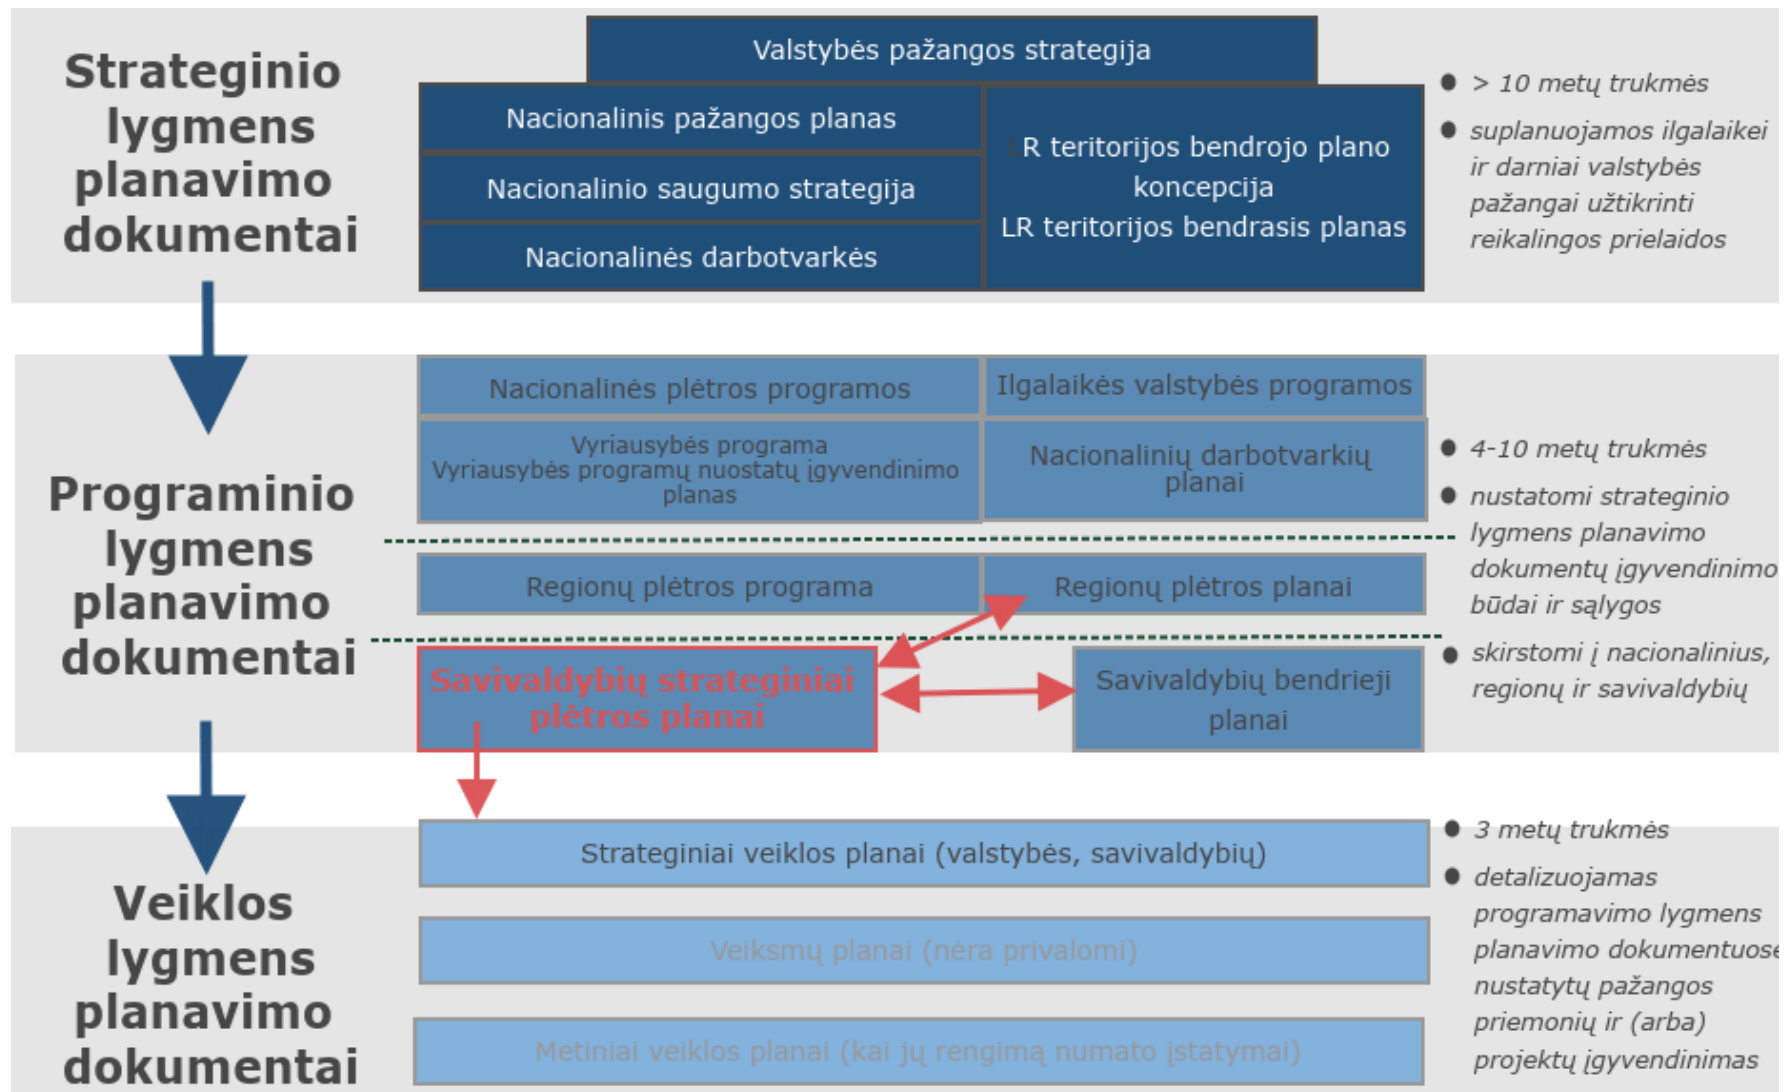 Strateginio
lygmens
planavimo
dokumentai
Valstybės pažangos strategija
Nacionalinis pažangos planas
Nacionalinio saugumo strategija
Nacionalinės darbotvarkės
R teritorijos bendrojo plano
koncepcija
LR teritorijos bendrasis planas
> 10 metų trukmės
suplanuojamos ilgalaikei
ir darniai valstybės
pažangai užtikrinti
reikalingos prielaidos
Programinio
lygmens
planavimo
dokumentai
Nacionalinės plėtros programos
Ilgalaikės valstybės programos
Vyriausybės programa
Vyriausybės programų nuostatų įgyvendinimo
planas
Nacionalinių darbotvarkių
planai
Regionų plėtros programa
Regionų plėtros planai
Savivaldybių strateginiai
plėtros planai
Savivaldybių bendrieji
planai
4-10 metų trukmės
nustatomi strateginio
lygmens planavimo
dokumentų įgyvendinimo
būdai ir sąlygos
skirstomi į nacionalinius,
regionų ir savivaldybių
Veiklos
lygmens
planavimo
dokumentai
Strateginiai veiklos planai (valstybės, savivaldybių)
Veiksmų planai (nėra privalomi)
Metiniai veiklos planai (kai jų rengimą numato įstatymai)
3 metų trukmės
detalizuojamas
programavimo lygmens
planavimo dokumentuose
nustatytų pažangos
priemonių ir (arba)
projektų įgyvendinimas